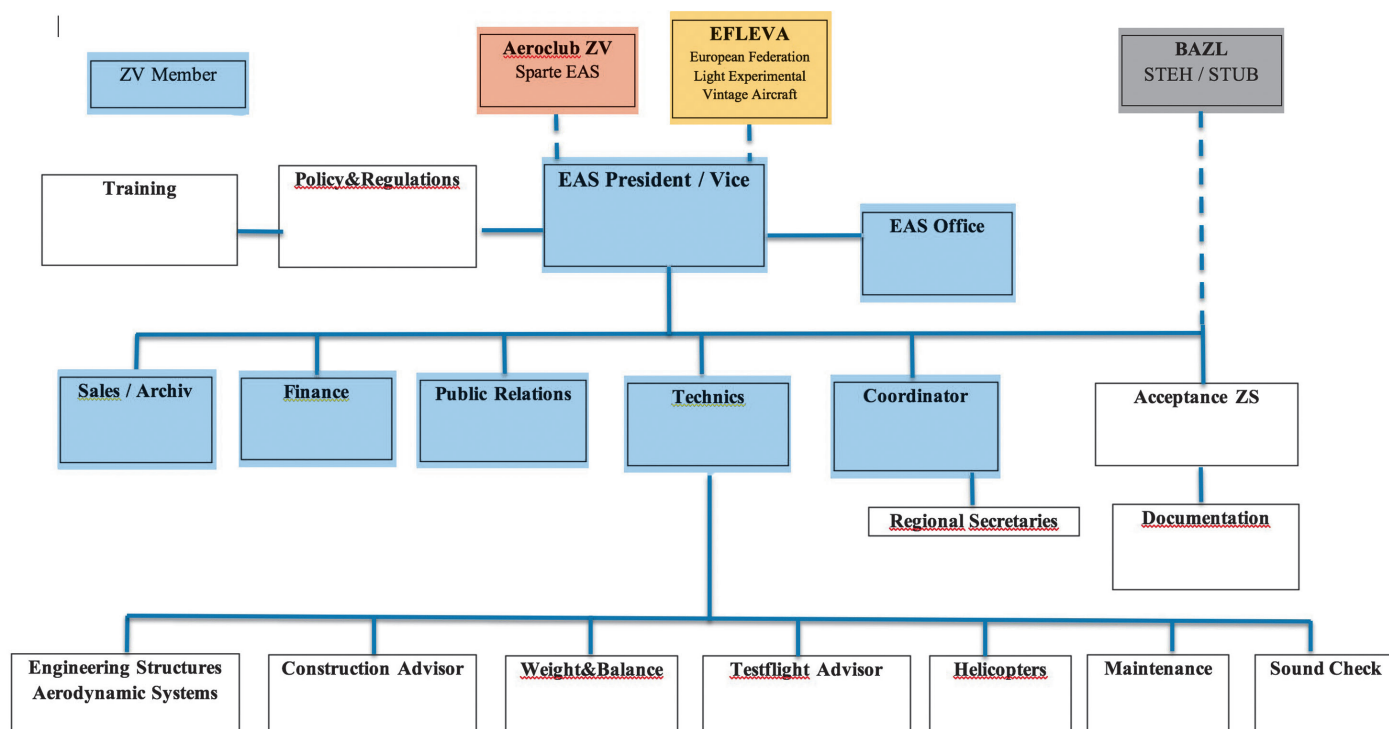 ZV Member
Aeroclub ZV
Sparte EAS
EFLEVA
European Federation
Light Experimental
Vintage Aircraft
BAZL
STEH / STUB
Training
Policy&Regulations
EAS President / Vice
EAS Office
Sales / Archiv
Finance
Public Relations
Technics
Coordinator
Acceptance ZS
Regional Secretaries
Documentation
Engineering Structures
Aerodynamic Systems
Construction Advisor
Weight&Balance
Testflight Advisor
Helicopters
Maintenance
Sound Check